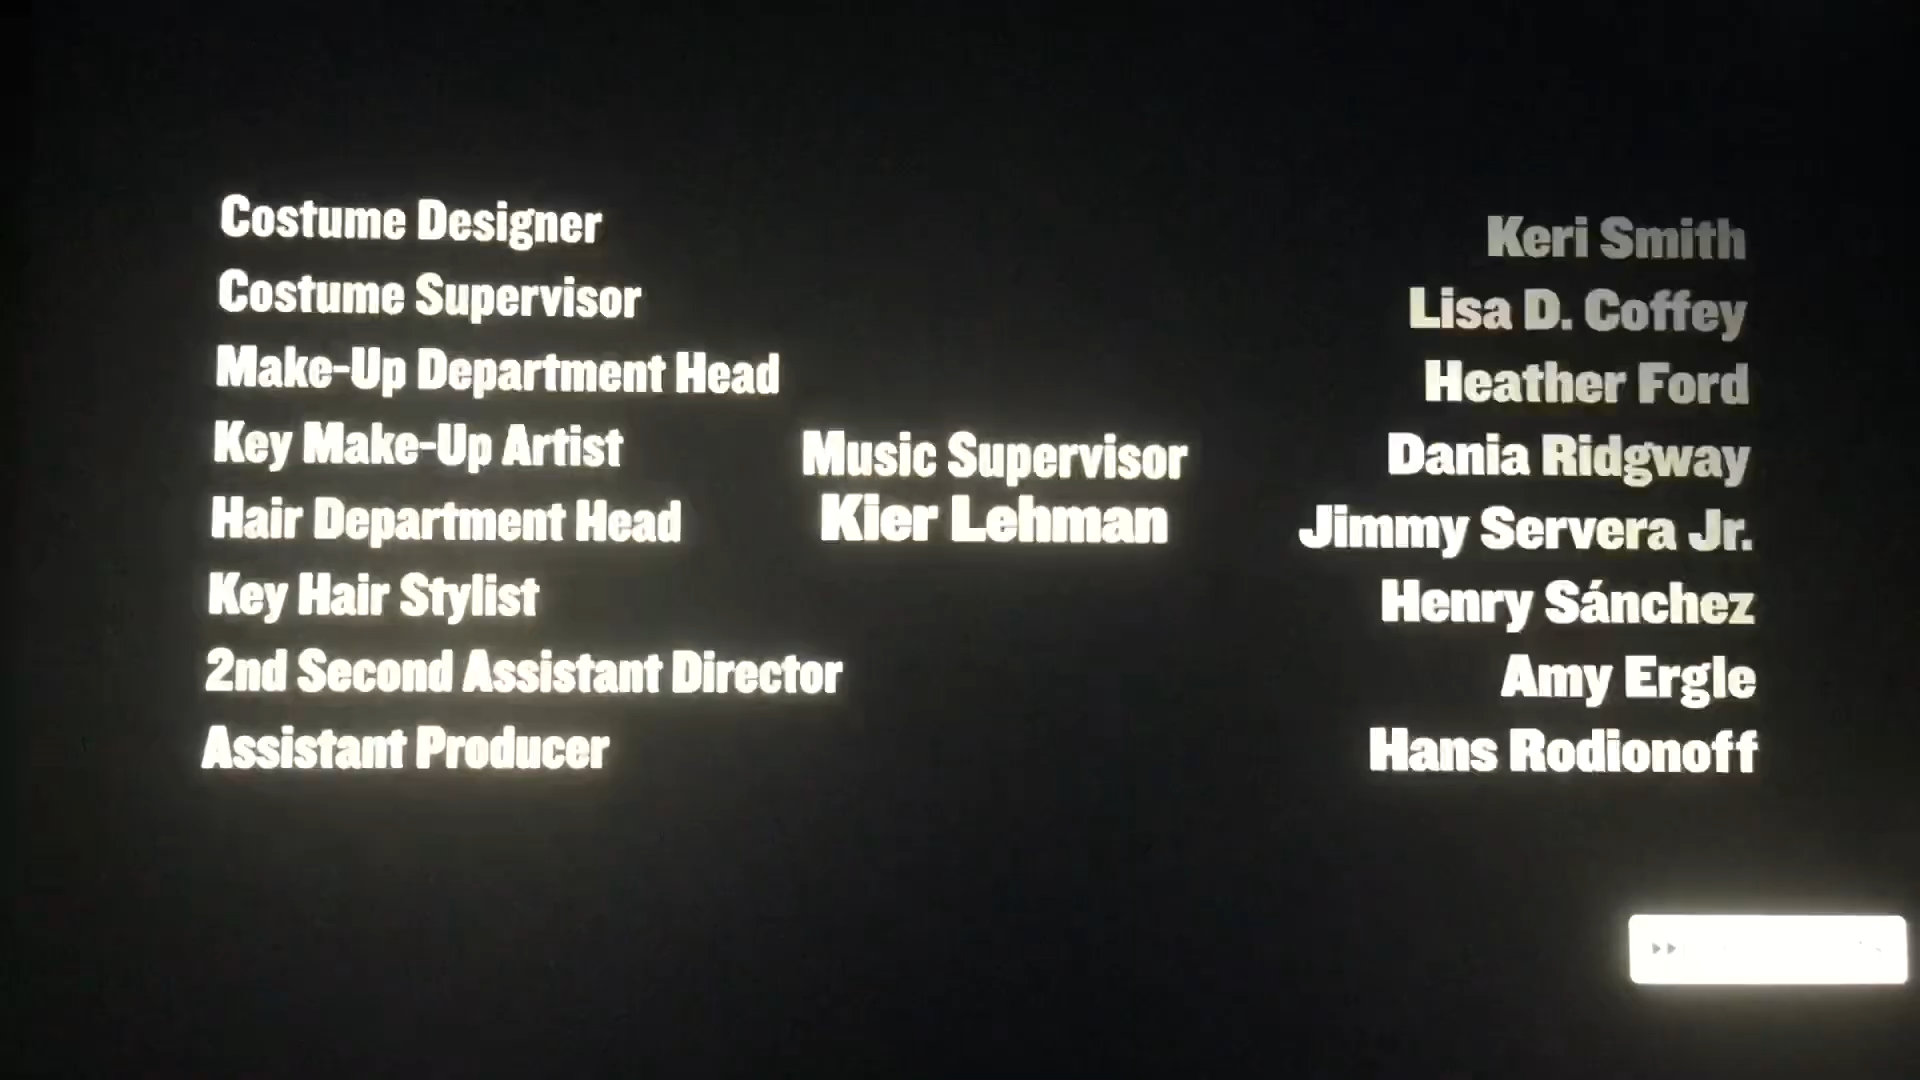 Costume Designer Keri Smith
Costume Supervisor Lisa D. Coffey
Make-Up Department Head Heather Ford
Key Make-Up Artist Dania Ridgway
Hair Department Head Jimmy Servera Jr.
Key Hair Stylist Henry Sánchez
2nd Second Assistant Director Amy Ergle
Assistant Producer Hans Rodionoff
Music Supervisor
Kier Lehman